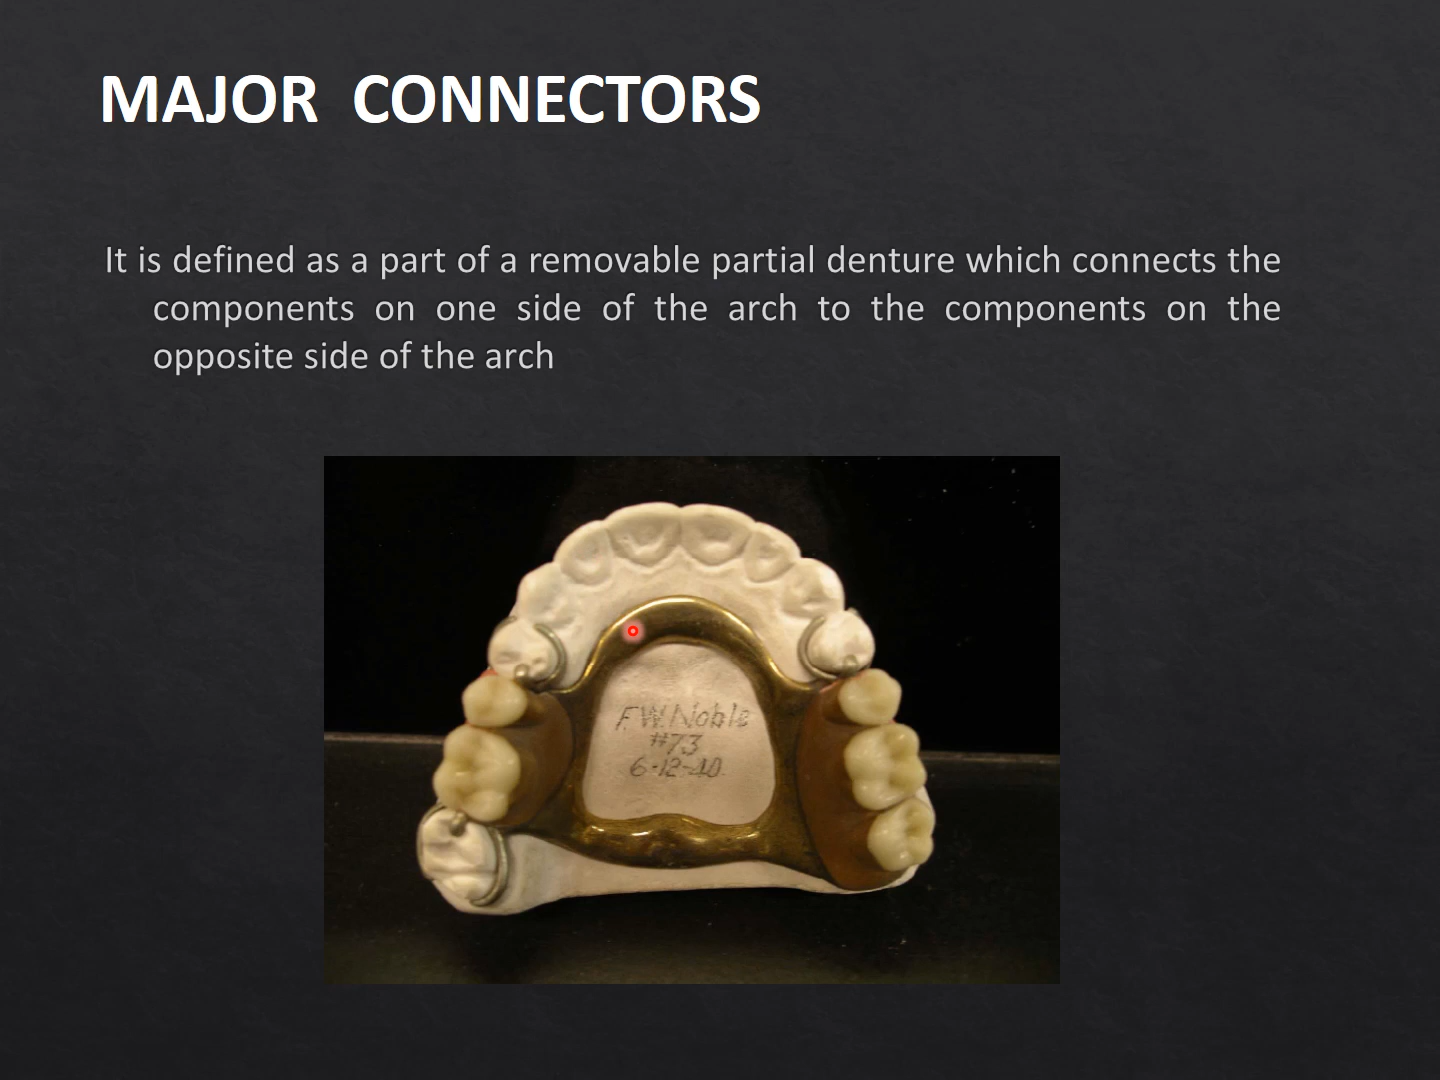 MAJOR CONNECTORS
It is defined as a part of a removable partial denture which connects the
components on one side of the arch to the components on the
opposite side of the arch
F.W. Noble
#73
6-12-40